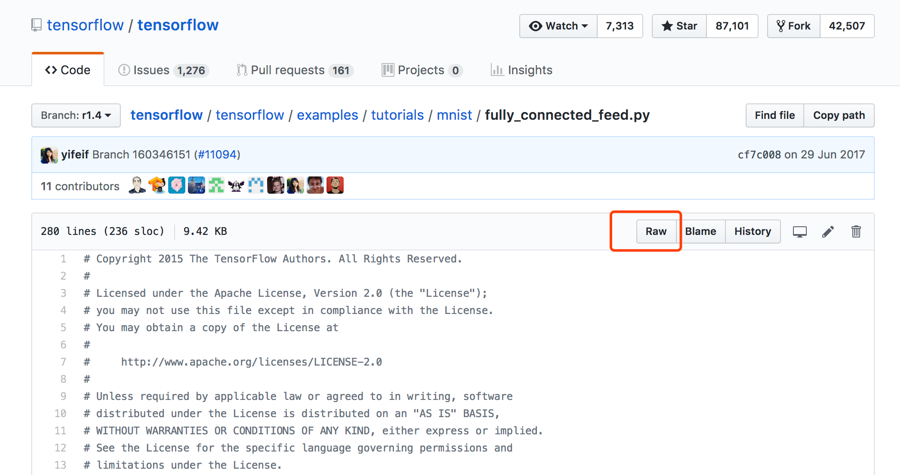 tensorflow / tensorflow
Watch 7,313 Star 87,101 Fork 42,507
Code Issues 1,276 Pull requests 161 Projects 0 Insights
Branch: r1.4 tensorflow / tensorflow / examples / tutorials / mnist / fully_connected_feed.py Find file Copy path
yifeif Branch 160346151 (#11094) cf7c008 on 29 Jun 2017
11 contributors
280 lines (236 sloc) 9.42 KB Raw Blame History
1 # Copyright 2015 The TensorFlow Authors. All Rights Reserved.
2 #
3 # Licensed under the Apache License, Version 2.0 (the "License");
4 # you may not use this file except in compliance with the License.
5 # You may obtain a copy of the License at
6 #
7 #     http://www.apache.org/licenses/LICENSE-2.0
8 #
9 # Unless required by applicable law or agreed to in writing, software
10 # distributed under the License is distributed on an "AS IS" BASIS,
11 # WITHOUT WARRANTIES OR CONDITIONS OF ANY KIND, either express or implied.
12 # See the License for the specific language governing permissions and
13 # limitations under the License.